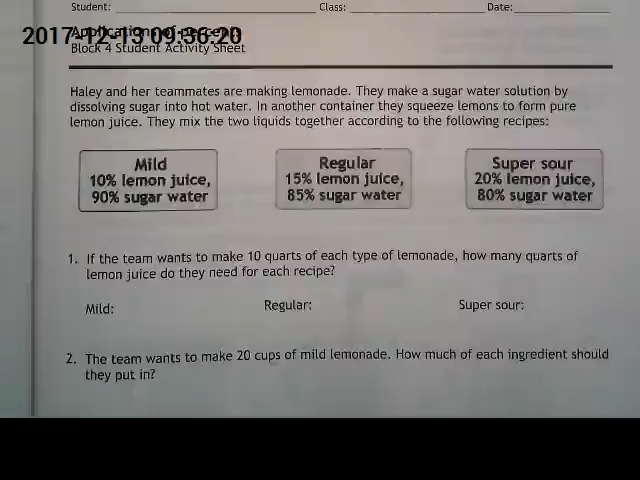 Student: Class: Date:
2017-12-13 09:36:20
Applications of percents
Block 4 Student Activity Sheet
Haley and her teammates are making lemonade. They make a sugar water solution by
dissolving sugar into hot water. In another container they squeeze lemons to form pure
lemon juice. They mix the two liquids together according to the following recipes:
Mild
10% lemon juice,
90% sugar water
Regular
15% lemon juice,
85% sugar water
Super sour
20% lemon juice,
80% sugar water
1. If the team wants to make 10 quarts of each type of lemonade, how many quarts of
lemon juice do they need for each recipe?
Mild: Regular: Super sour:
2. The team wants to make 20 cups of mild lemonade. How much of each ingredient should
they put in?